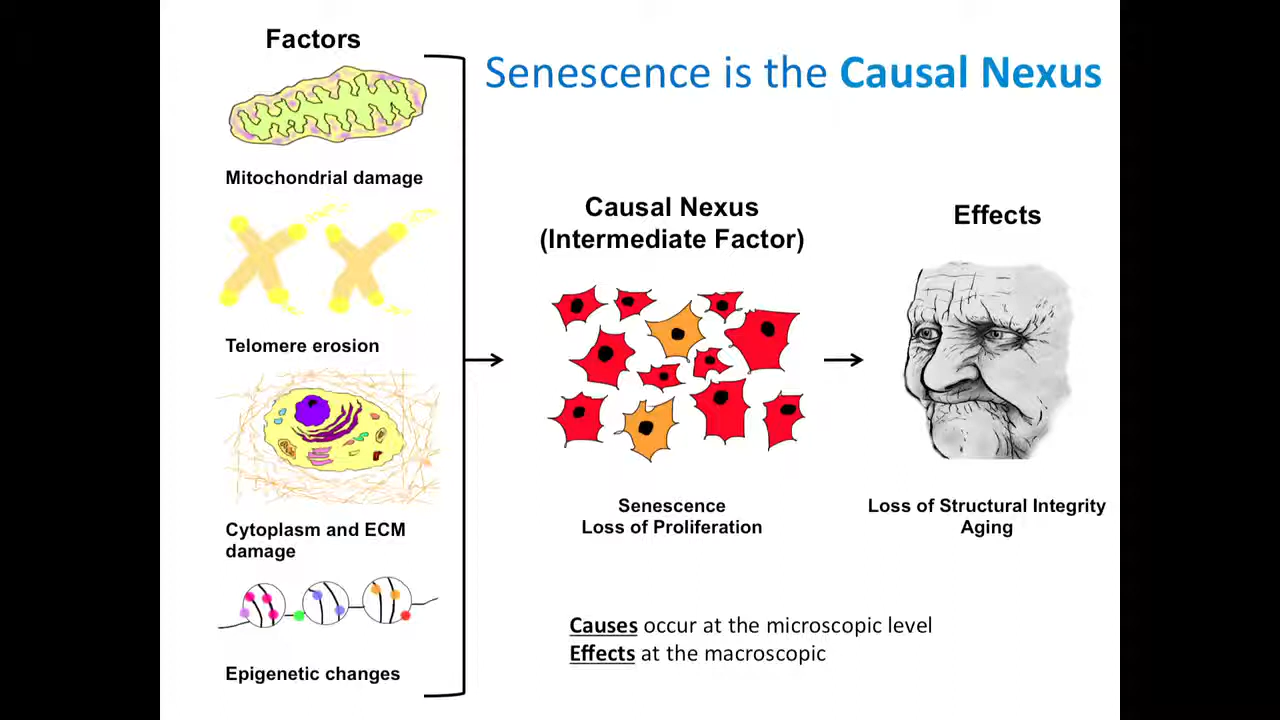 Factors
Senescence is the Causal Nexus
Mitochondrial damage
Telomere erosion
Cytoplasm and ECM
damage
Epigenetic changes
Causal Nexus
(Intermediate Factor)
Senescence
Loss of Proliferation
Effects
Loss of Structural Integrity
Aging
Causes occur at the microscopic level
Effects at the macroscopic